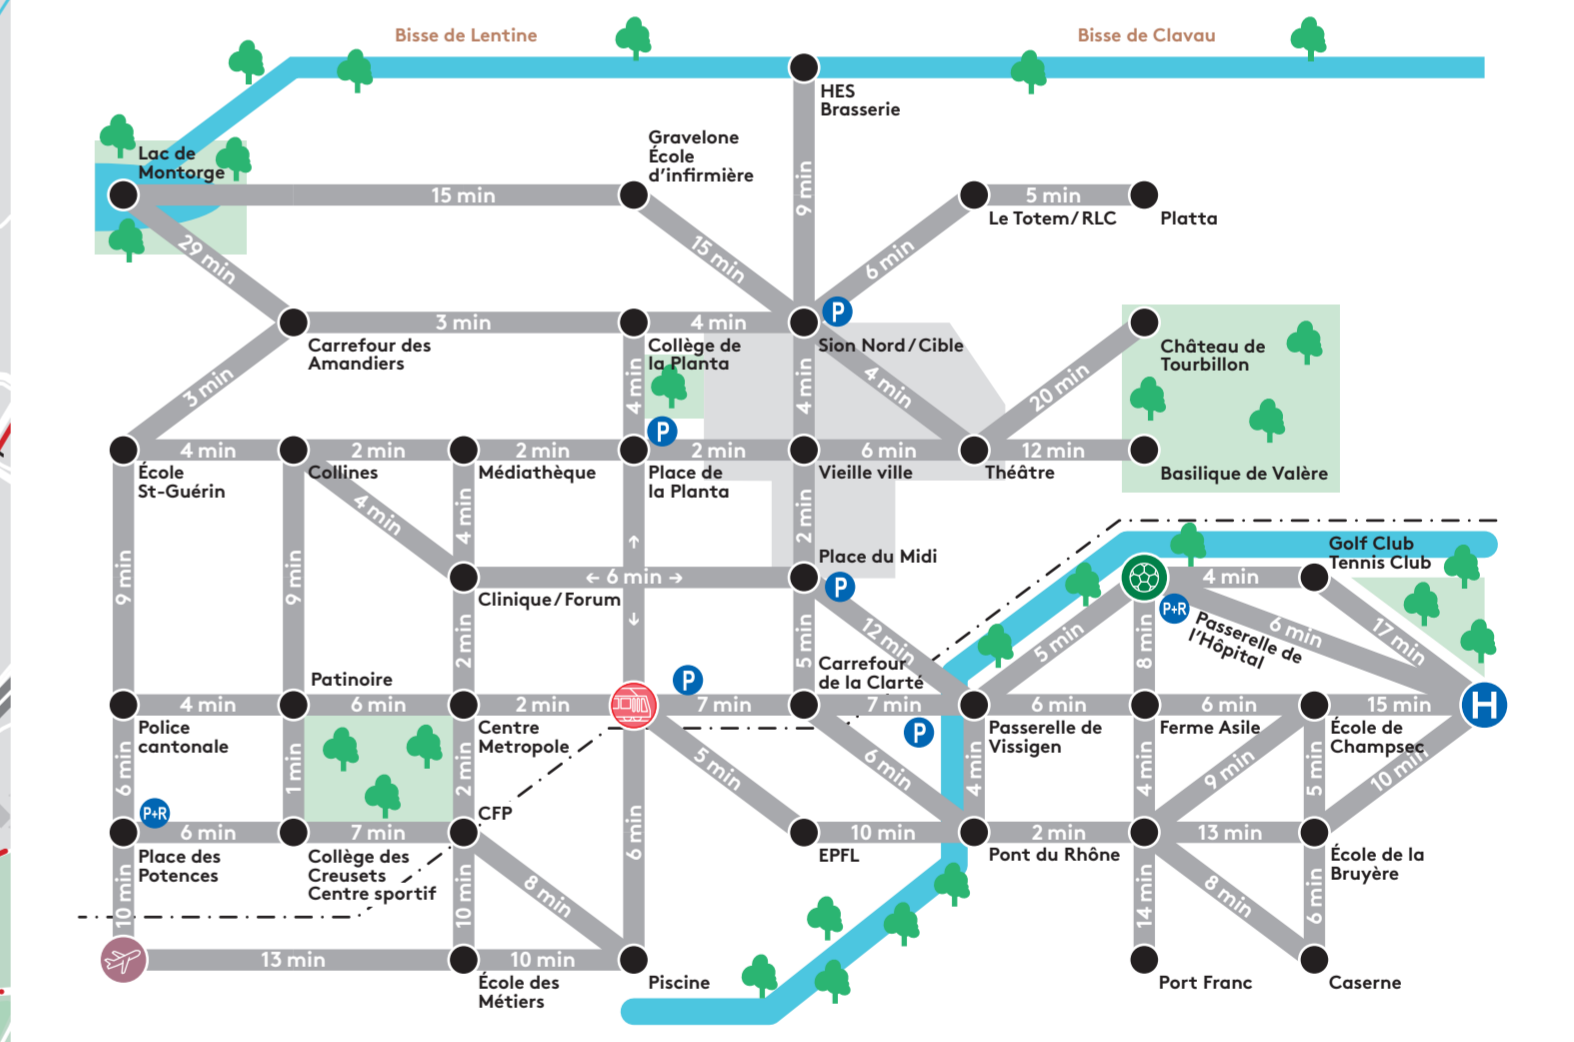 Bisse de Lentine
Bisse de Clavau
HES
Brasserie
Lac de
Montorge
Gravelone
École
d'infirmière
15 min
9 min
5 min
Le Totem/RLC
Platta
29 min
15 min
6 min
P
3 min
4 min
Carrefour des
Amandiers
Collège de
la Planta
Sion Nord/Cible
Château de
Tourbillon
3 min
4 min
4 min
4 min
20 min
P
4 min
2 min
2 min
2 min
6 min
12 min
École
St-Guérin
Collines
Médiathèque
Place de
la Planta
Vieille ville
Théâtre
Basilique de Valère
4 min
4 min
2 min
9 min
9 min
Place du Midi
Golf Club
Tennis Club
← 6 min →
↑
↓
P
4 min
Clinique/Forum
P+R
Passerelle de
l'Hôpital
6 min
17 min
2 min
5 min
12 min
5 min
8 min
Carrefour
de la Clarté
Patinoire
P
4 min
6 min
2 min
7 min
7 min
6 min
6 min
15 min
H
Police
cantonale
Centre
Metropole
P
Passerelle de
Vissigen
Ferme Asile
École de
Champsec
6 min
1 min
2 min
5 min
6 min
4 min
4 min
9 min
5 min
10 min
P+R
CFP
6 min
7 min
6 min
10 min
2 min
13 min
Place des
Potences
Collège des
Creusets
Centre sportif
EPFL
Pont du Rhône
École de la
Bruyère
10 min
10 min
8 min
14 min
8 min
6 min
13 min
10 min
École des
Métiers
Piscine
Port Franc
Caserne